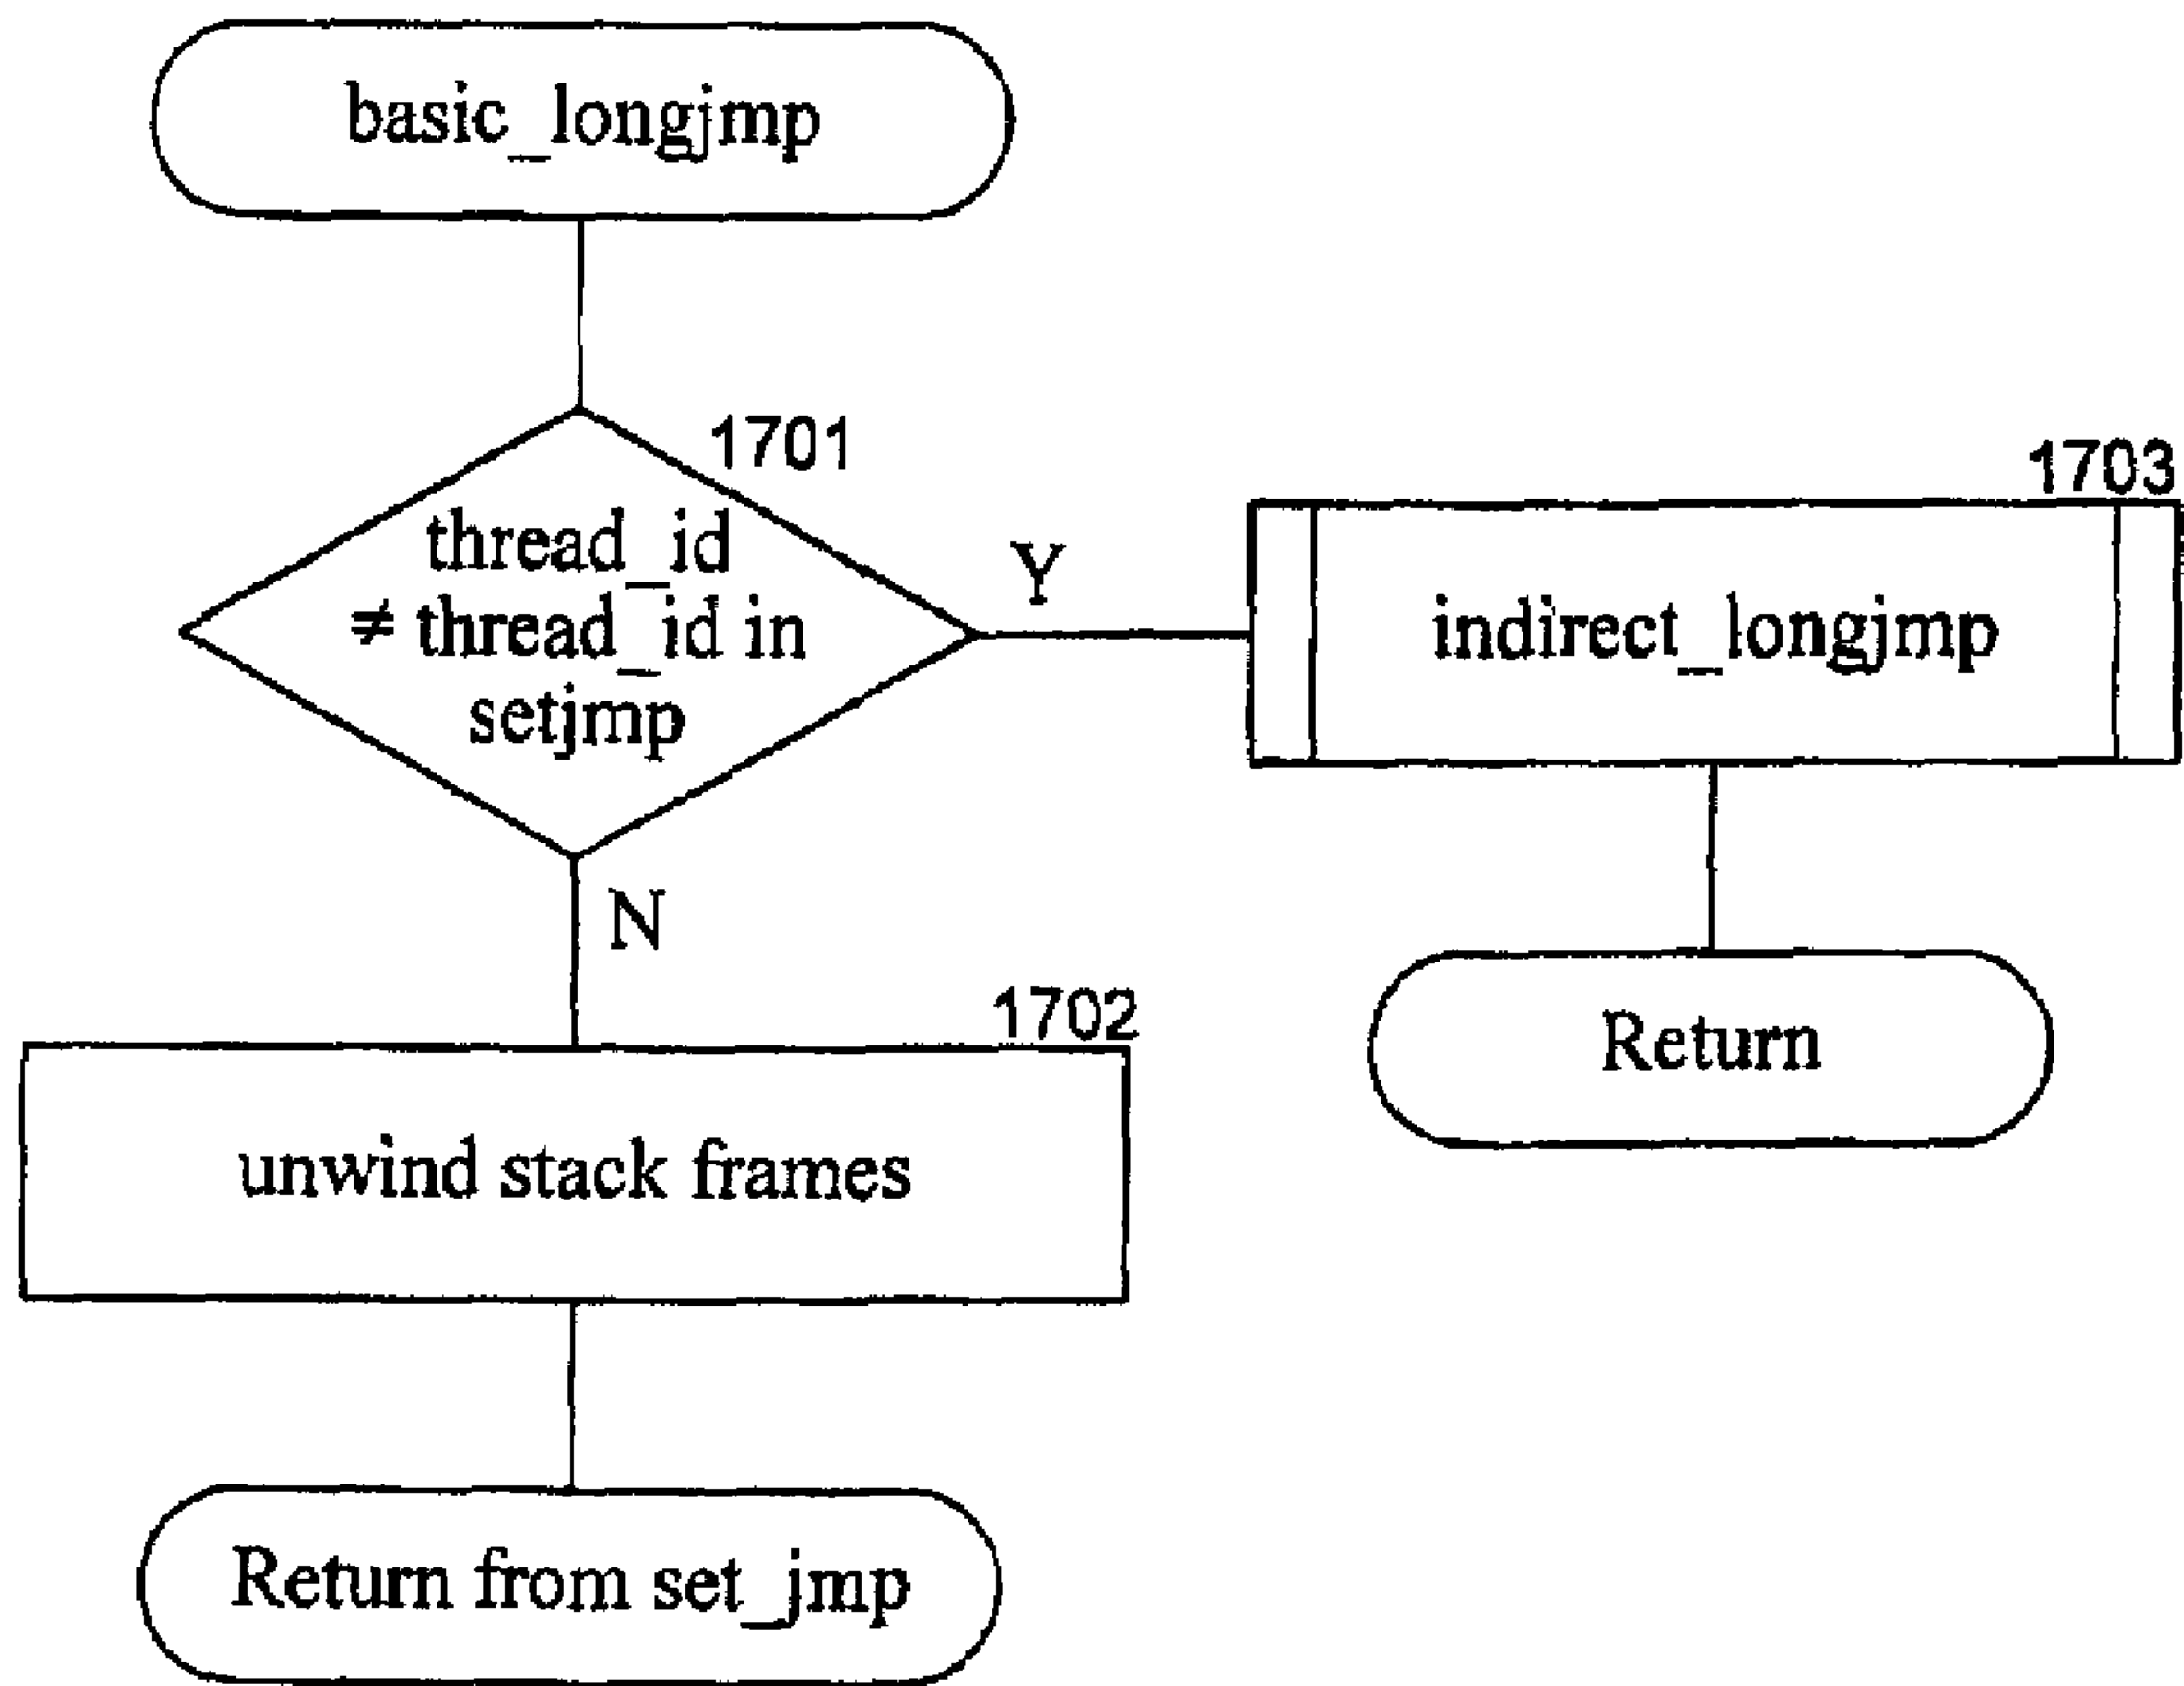 basic_longjmp
1701
thread_id
≠ thread_id in
setjmp
Y
1703
indirect_longjmp
N
Return
1702
unwind stack frames
Return from set_jmp